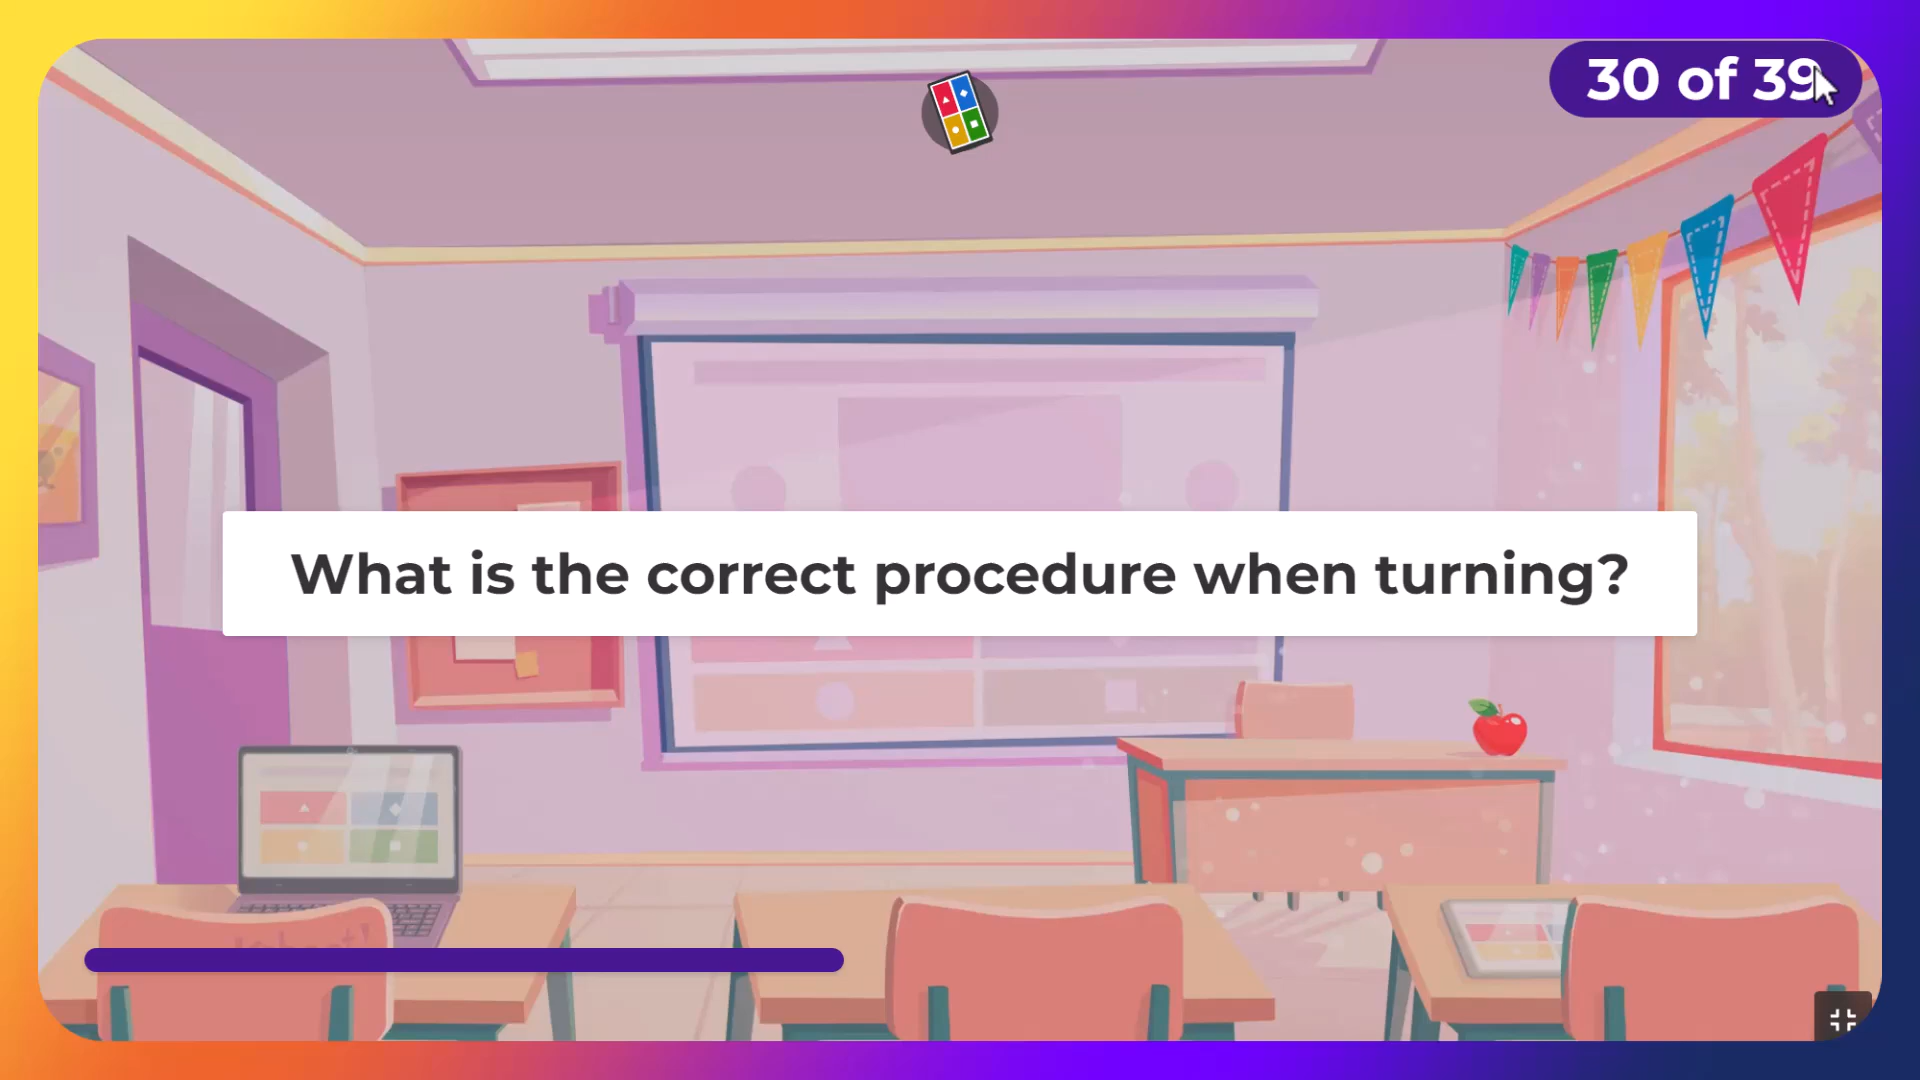 30 of 39
What is the correct procedure when turning?